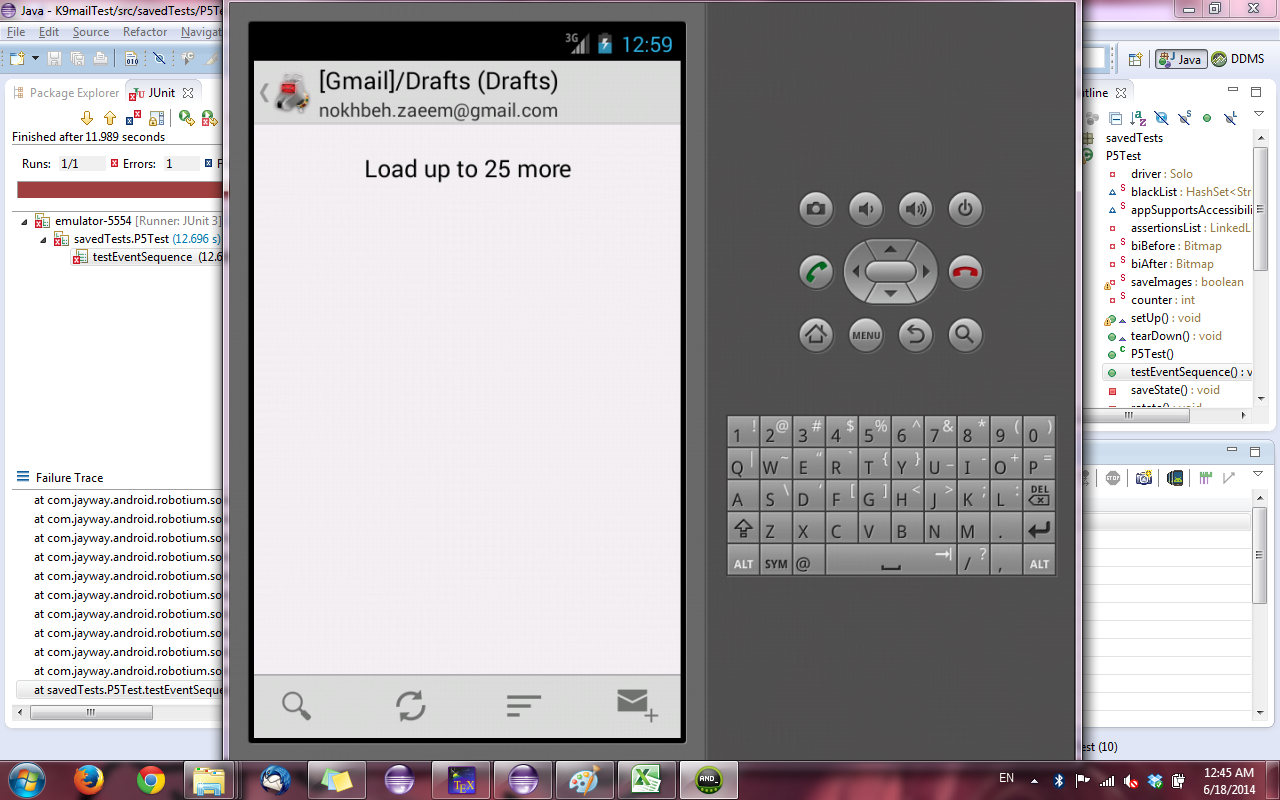 Java - K9mailTest/src/savedTests/P5Te
File Edit Source Refactor Navigat
Java DDMS
Package Explorer JUnit
Finished after 11.989 seconds
Runs: 1/1 Errors: 1 F
emulator-5554 [Runner: JUnit 3]
savedTests.P5Test (12.696 s)
testEventSequence (12.6
Failure Trace
at com.jayway.android.robotium.so
at com.jayway.android.robotium.so
at com.jayway.android.robotium.so
at com.jayway.android.robotium.so
at com.jayway.android.robotium.so
at com.jayway.android.robotium.so
at com.jayway.android.robotium.so
at com.jayway.android.robotium.so
at com.jayway.android.robotium.so
at com.jayway.android.robotium.so
at savedTests.P5Test.testEventSeque
3G 12:59
[Gmail]/Drafts (Drafts)
nokhbeh.zaeem@gmail.com
Load up to 25 more
MENU
1 ! 2 @ 3 # 4 $ 5 % 6 ^ 7 & 8 * 9 ( 0 )
Q | W ~ E “ R ` T { Y } U _ I - O + P =
A S \ D ‘ F [ G ] H < J > K ; L : DEL
Z X C V B N M .
ALT SYM @ / ? , ALT
tline
savedTests
P5Test
driver : Solo
blackList : HashSet<Str
appSupportsAccessibili
assertionsList : LinkedL
biBefore : Bitmap
biAfter : Bitmap
saveImages : boolean
counter : int
setUp() : void
tearDown() : void
P5Test()
testEventSequence() : v
saveState() : void
est (10)
EN
12:45 AM
6/18/2014